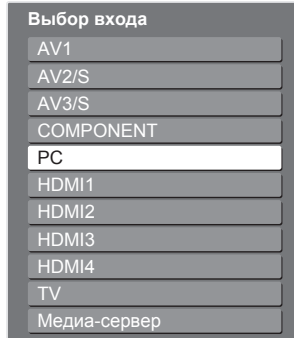 Выбор входа
AV1
AV2/S
AV3/S
COMPONENT
PC
HDMI1
HDMI2
HDMI3
HDMI4
TV
Медиа-сервер